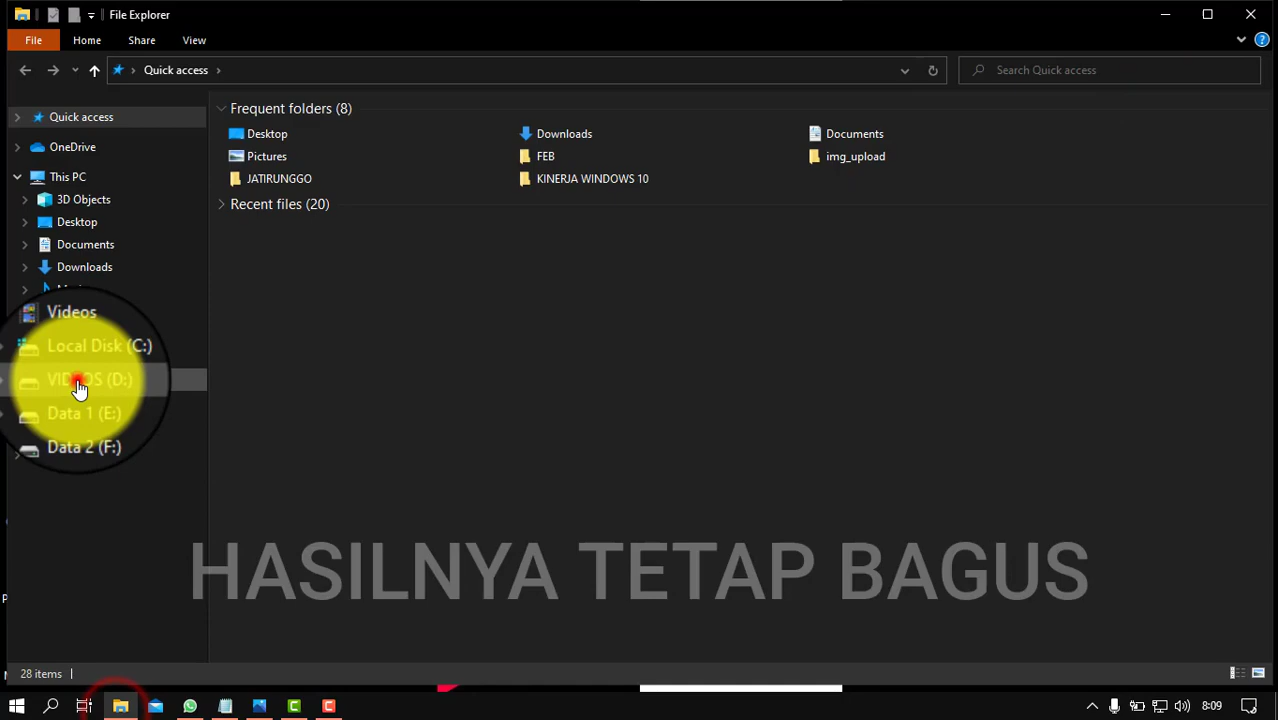 File Explorer
File Home Share View
Quick access
Search Quick access
Quick access
OneDrive
This PC
3D Objects
Desktop
Documents
Downloads
Videos
Local Disk (C:)
VIDEOS (D:)
Data 1 (E:)
Data 2 (F:)
Frequent folders (8)
Desktop Downloads Documents
Pictures FEB img_upload
JATIRUNGGO KINERJA WINDOWS 10
Recent files (20)
HASILNYA TETAP BAGUS
28 items
8:09